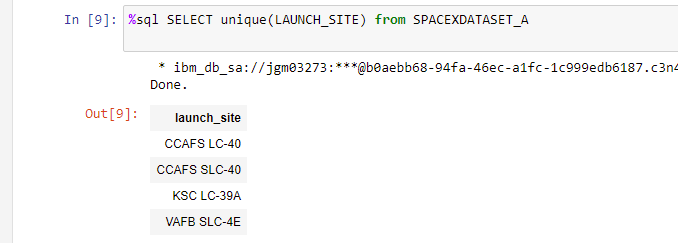 In [9]: %sql SELECT unique(LAUNCH_SITE) from SPACEXDATASET_A
* ibm_db_sa://jgm03273:***@b0aebb68-94fa-46ec-a1fc-1c999edb6187.c3n4
Done.
Out[9]: launch_site
CCAFS LC-40
CCAFS SLC-40
KSC LC-39A
VAFB SLC-4E